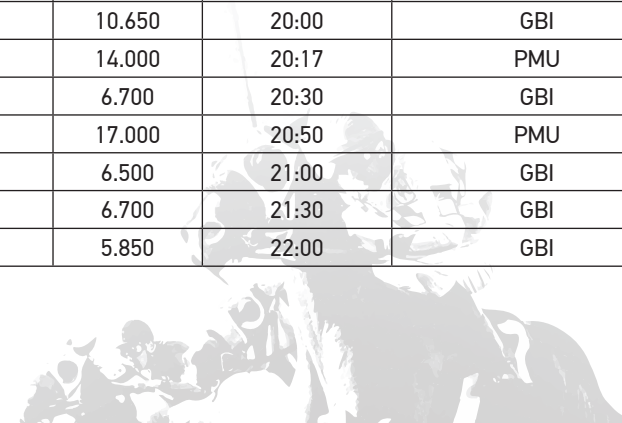 10.650 20:00 GBI
14.000 20:17 PMU
6.700 20:30 GBI
17.000 20:50 PMU
6.500 21:00 GBI
6.700 21:30 GBI
5.850 22:00 GBI